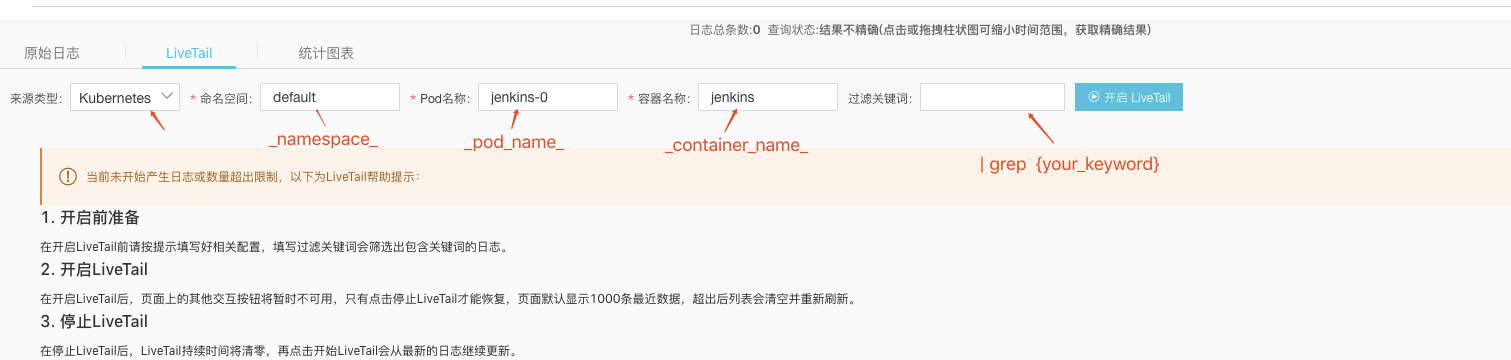 日志总条数:0 查询状态:结果不精确(点击或拖拽柱状图可缩小时间范围，获取精确结果)
原始日志 LiveTail 统计图表
来源类型: Kubernetes * 命名空间: default * Pod名称: jenkins-0 * 容器名称: jenkins 过滤关键词: 开启 LiveTail
_namespace_ _pod_name_ _container_name_ | grep {your_keyword}
当前未开始产生日志或数量超出限制，以下为LiveTail帮助提示：
1. 开启前准备
在开启LiveTail前请按提示填写好相关配置，填写过滤关键词会筛选出包含关键词的日志。
2. 开启LiveTail
在开启LiveTail后，页面上的其他交互按钮将暂时不可用，只有点击停止LiveTail才能恢复，页面默认显示1000条最近数据，超出后列表会清空并重新刷新。
3. 停止LiveTail
在停止LiveTail后，LiveTail持续时间将清零，再点击开始LiveTail会从最新的日志继续更新。